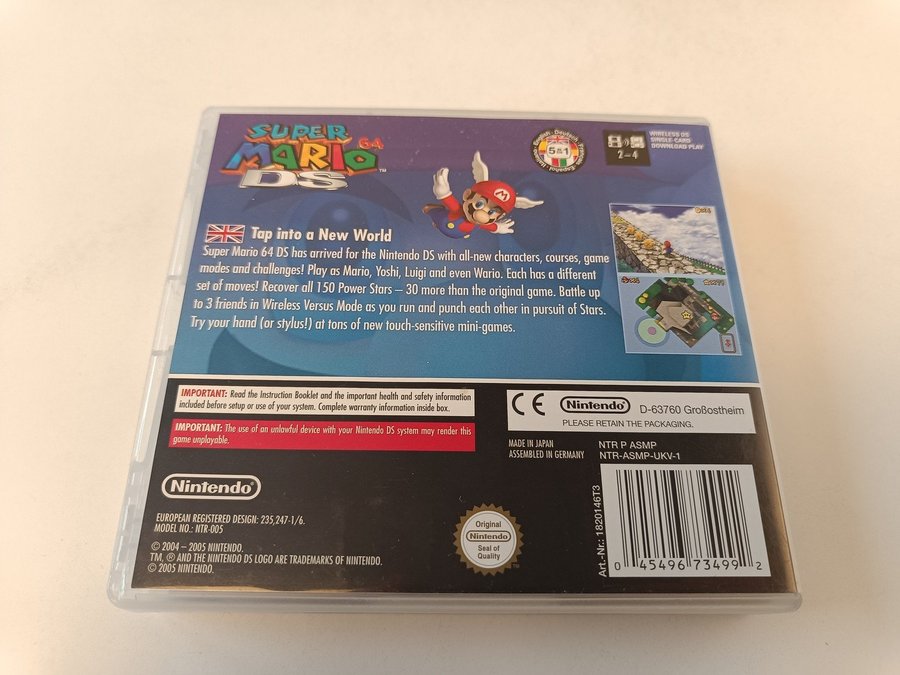 SUPER
MARIO 64 ™
DS
English · Deutsch
5 in 1
WIRELESS DS
SINGLE-CARD
DOWNLOAD PLAY
2-4
Tap into a New World
Super Mario 64 DS has arrived for the Nintendo DS with all-new characters, courses, game
modes and challenges! Play as Mario, Yoshi, Luigi and even Wario. Each has a different
set of moves! Recover all 150 Power Stars – 30 more than the original game. Battle up
to 3 friends in Wireless Versus Mode as you run and punch each other in pursuit of Stars.
Try your hand (or stylus!) at tons of new touch-sensitive mini-games.
IMPORTANT: Read the Instruction Booklet and the important health and safety information
included before setup or use of your system. Complete warranty information inside box.
IMPORTANT: The use of an unlawful device with your Nintendo DS system may render this
game unplayable.
CE Nintendo® D-63760 Großostheim
PLEASE RETAIN THE PACKAGING.
MADE IN JAPAN
ASSEMBLED IN GERMANY
NTR P ASMP
NTR-ASMP-UKV-1
Nintendo®
EUROPEAN REGISTERED DESIGN: 235,247-1/6.
MODEL NO.: NTR-005
© 2004 – 2005 NINTENDO.
TM, ® AND THE NINTENDO DS LOGO ARE TRADEMARKS OF NINTENDO.
© 2005 NINTENDO.
Original
Nintendo
Seal of
Quality
™
Art.-Nr.: 1820146T3
0 45496 73499 2